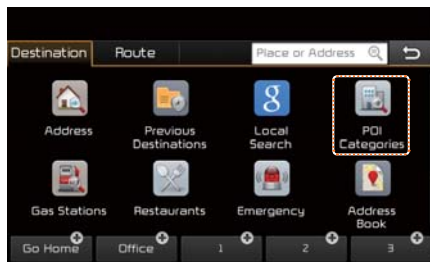 Destination Route Place or Address
Address Previous Destinations Local Search POI Categories
Gas Stations Restaurants Emergency Address Book
Go Home Office 1 2 3